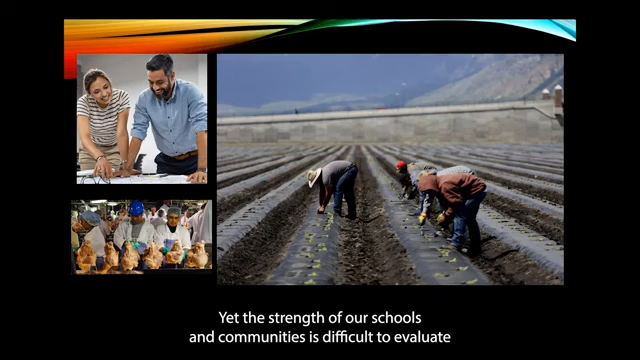 Yet the strength of our schools
and communities is difficult to evaluate